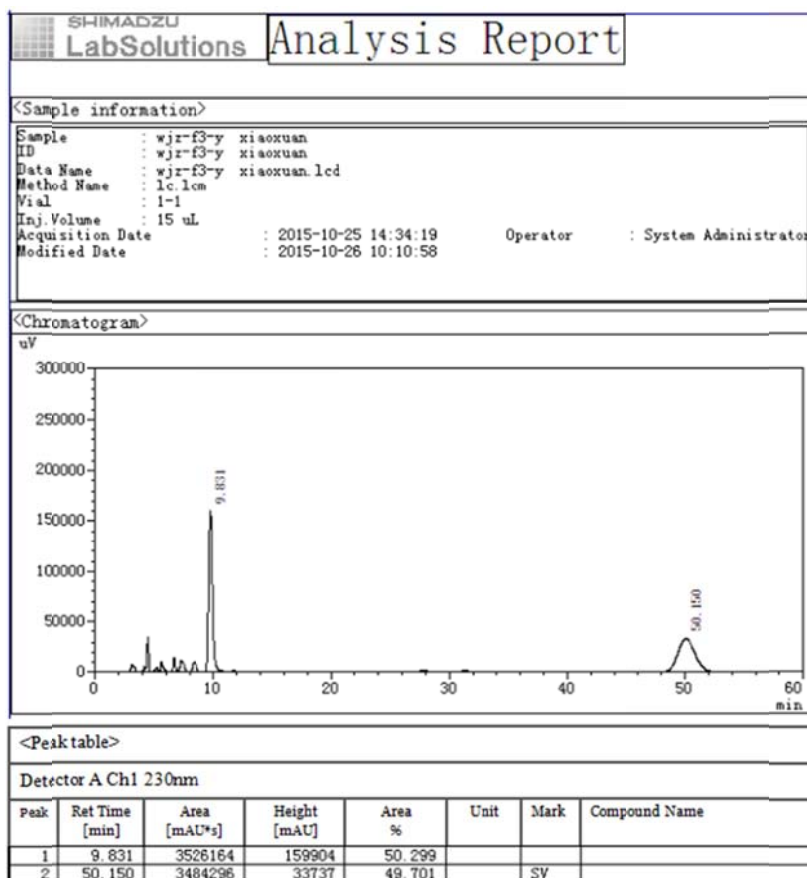 SHIMADZU
LabSolutions Analysis Report
<Sample information>
Sample : wjz-f3-y xiaoxuan
ID : wjz-f3-y xiaoxuan
Data Name : wjz-f3-y xiaoxuan.lcd
Method Name : lc.lcm
Vial : 1-1
Inj.Volume : 15 uL
Acquisition Date : 2015-10-25 14:34:19 Operator : System Administrator
Modified Date : 2015-10-26 10:10:58
<Chromatogram>
uV
300000
250000
200000
9.831
150000
100000
50.150
50000
0
0 10 20 30 40 50 60
min
<Peak table>
Detector A Ch1 230nm
Peak Ret Time [min] Area [mAU*s] Height [mAU] Area % Unit Mark Compound Name
1 9.831 3526164 159904 50.299
2 50.150 3484296 33737 49.701 SV